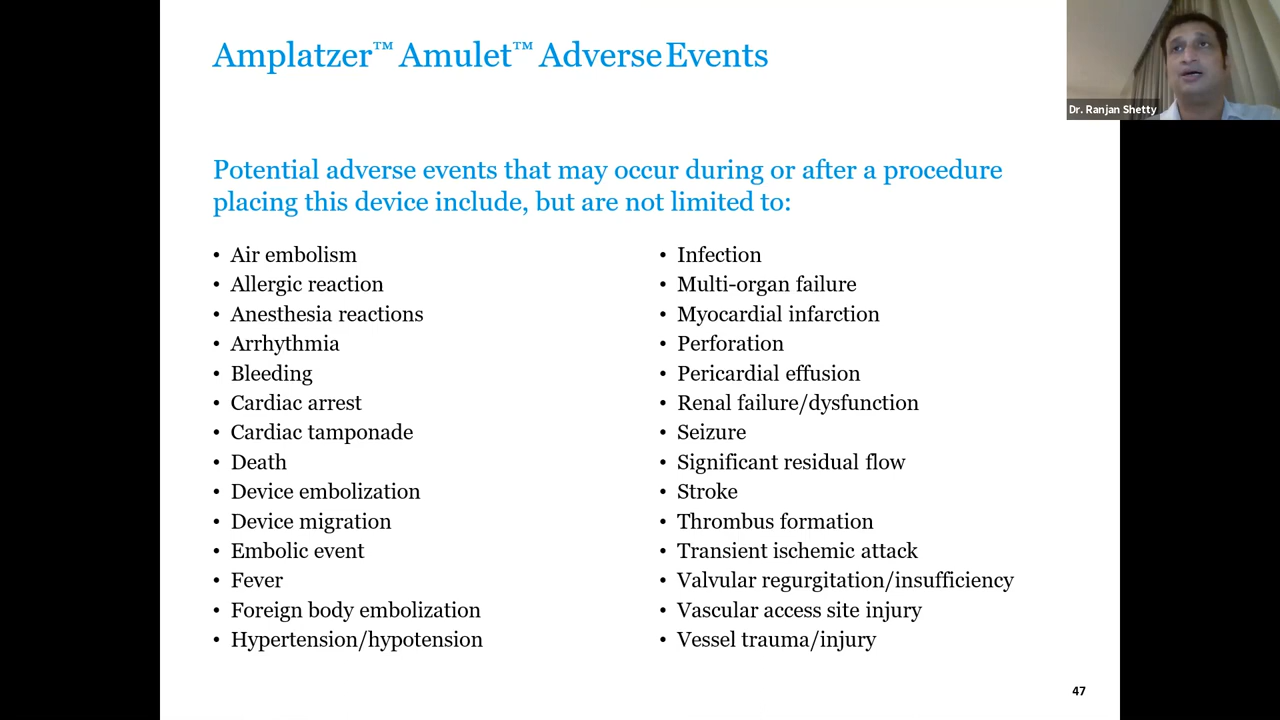 Amplatzer™ Amulet™ Adverse Events
Dr. Ranjan Shetty
Potential adverse events that may occur during or after a procedure
placing this device include, but are not limited to:
• Air embolism
• Allergic reaction
• Anesthesia reactions
• Arrhythmia
• Bleeding
• Cardiac arrest
• Cardiac tamponade
• Death
• Device embolization
• Device migration
• Embolic event
• Fever
• Foreign body embolization
• Hypertension/hypotension
• Infection
• Multi-organ failure
• Myocardial infarction
• Perforation
• Pericardial effusion
• Renal failure/dysfunction
• Seizure
• Significant residual flow
• Stroke
• Thrombus formation
• Transient ischemic attack
• Valvular regurgitation/insufficiency
• Vascular access site injury
• Vessel trauma/injury
47